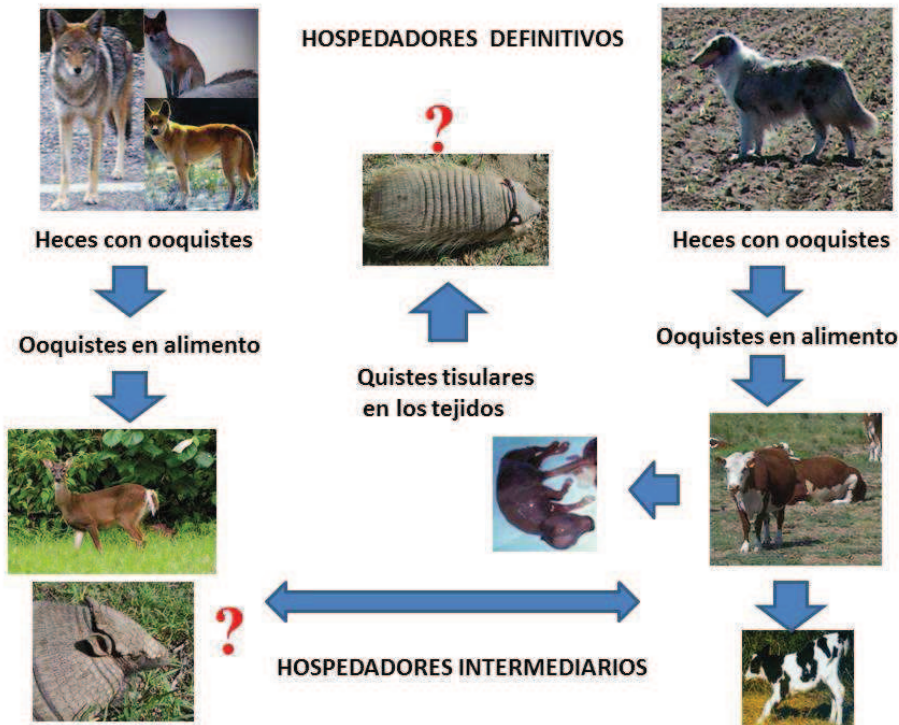 HOSPEDADORES DEFINITIVOS
?
Heces con ooquistes
Heces con ooquistes
Ooquistes en alimento
Ooquistes en alimento
Quistes tisulares
en los tejidos
?
HOSPEDADORES INTERMEDIARIOS